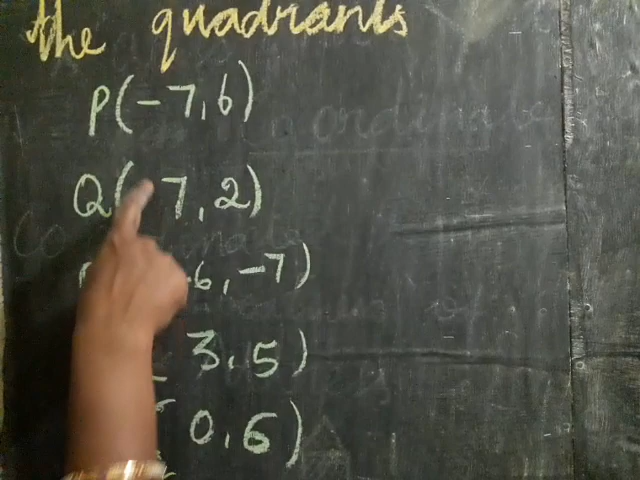 the quadrants
P(-7,6)
Q(-7,2)
-6,-7)
3,5)
0,6)